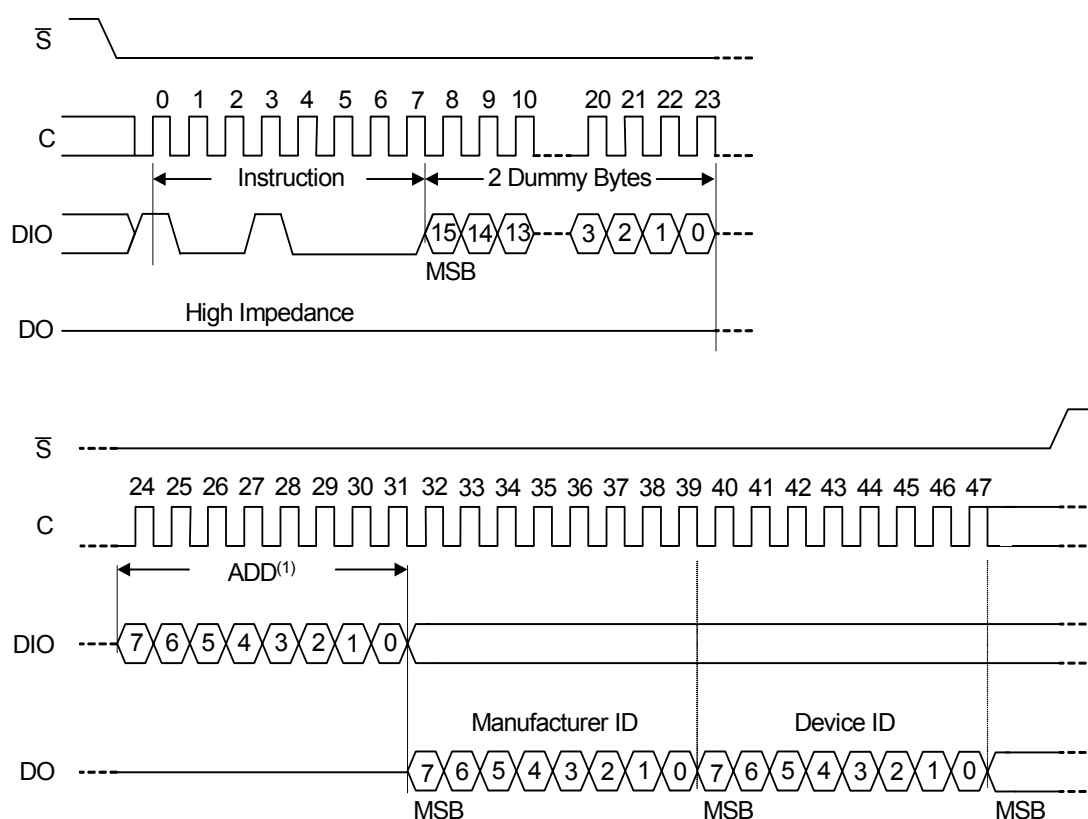 S̅
0 1 2 3 4 5 6 7 8 9 10 20 21 22 23
C
Instruction 2 Dummy Bytes
DIO 15 14 13 3 2 1 0
MSB
High Impedance
DO
S̅
24 25 26 27 28 29 30 31 32 33 34 35 36 37 38 39 40 41 42 43 44 45 46 47
C
ADD(1)
DIO 7 6 5 4 3 2 1 0
Manufacturer ID Device ID
DO 7 6 5 4 3 2 1 0 7 6 5 4 3 2 1 0
MSB MSB MSB